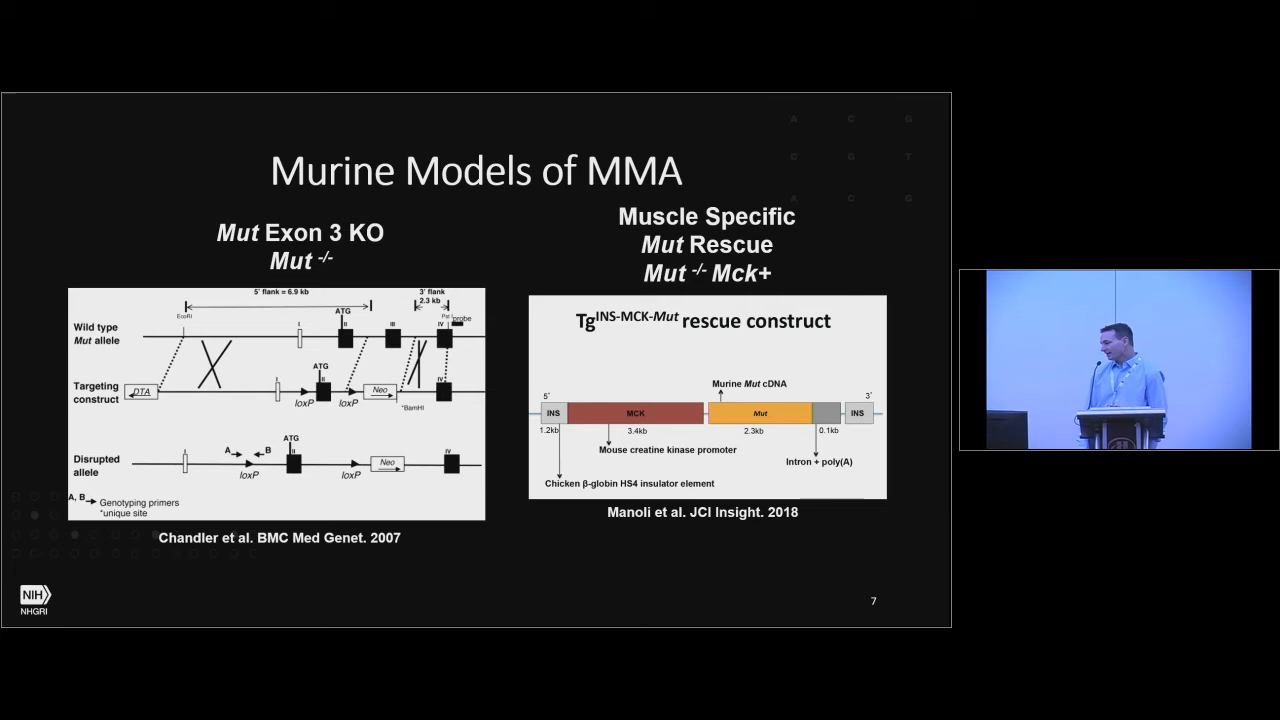 A C G
C G T
A C G
Murine Models of MMA
Mut Exon 3 KO
Mut -/-
5' flank = 6.9 kb
3' flank
2.3 kb
EcoRI
ATG
Pst I
probe
Wild type
Mut allele
I II III IV
ATG
Targeting
construct
DTA
I II IV
Neo
loxP loxP
*BamHI
ATG
A B
Disrupted
allele
I II IV
Neo
loxP loxP
A, B
Genotyping primers
*unique site
Chandler et al. BMC Med Genet. 2007
Muscle Specific
Mut Rescue
Mut -/- Mck+
TgINS-MCK-Mut rescue construct
Murine Mut cDNA
5' 3'
INS MCK Mut INS
1.2kb 3.4kb 2.3kb 0.1kb
Mouse creatine kinase promoter
Intron + poly(A)
Chicken β-globin HS4 insulator element
Manoli et al. JCI Insight. 2018
NIH
NHGRI
7